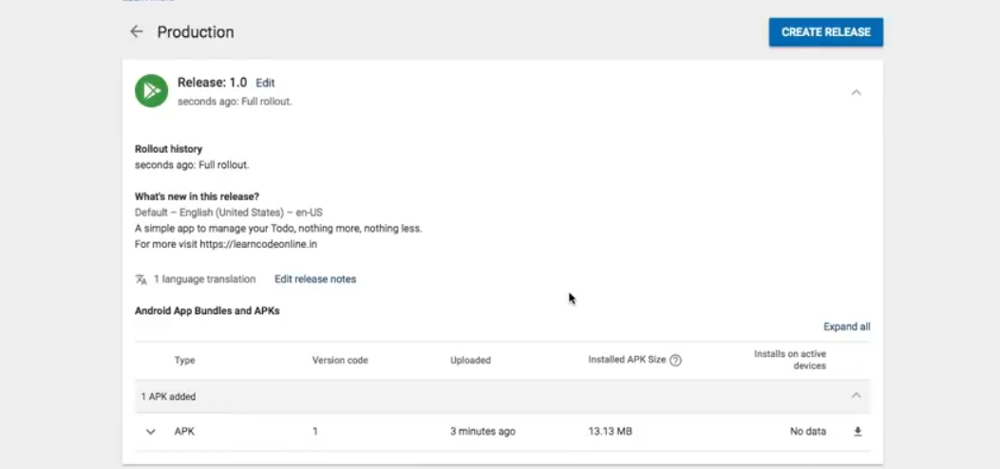 Learn more
Production
CREATE RELEASE
Release: 1.0 Edit
seconds ago: Full rollout.
Rollout history
seconds ago: Full rollout.
What's new in this release?
Default – English (United States) – en-US
A simple app to manage your Todo, nothing more, nothing less.
For more visit https://learncodeonline.in
1 language translation Edit release notes
Android App Bundles and APKs
Expand all
Type Version code Uploaded Installed APK Size Installs on active
devices
1 APK added
APK 1 3 minutes ago 13.13 MB No data